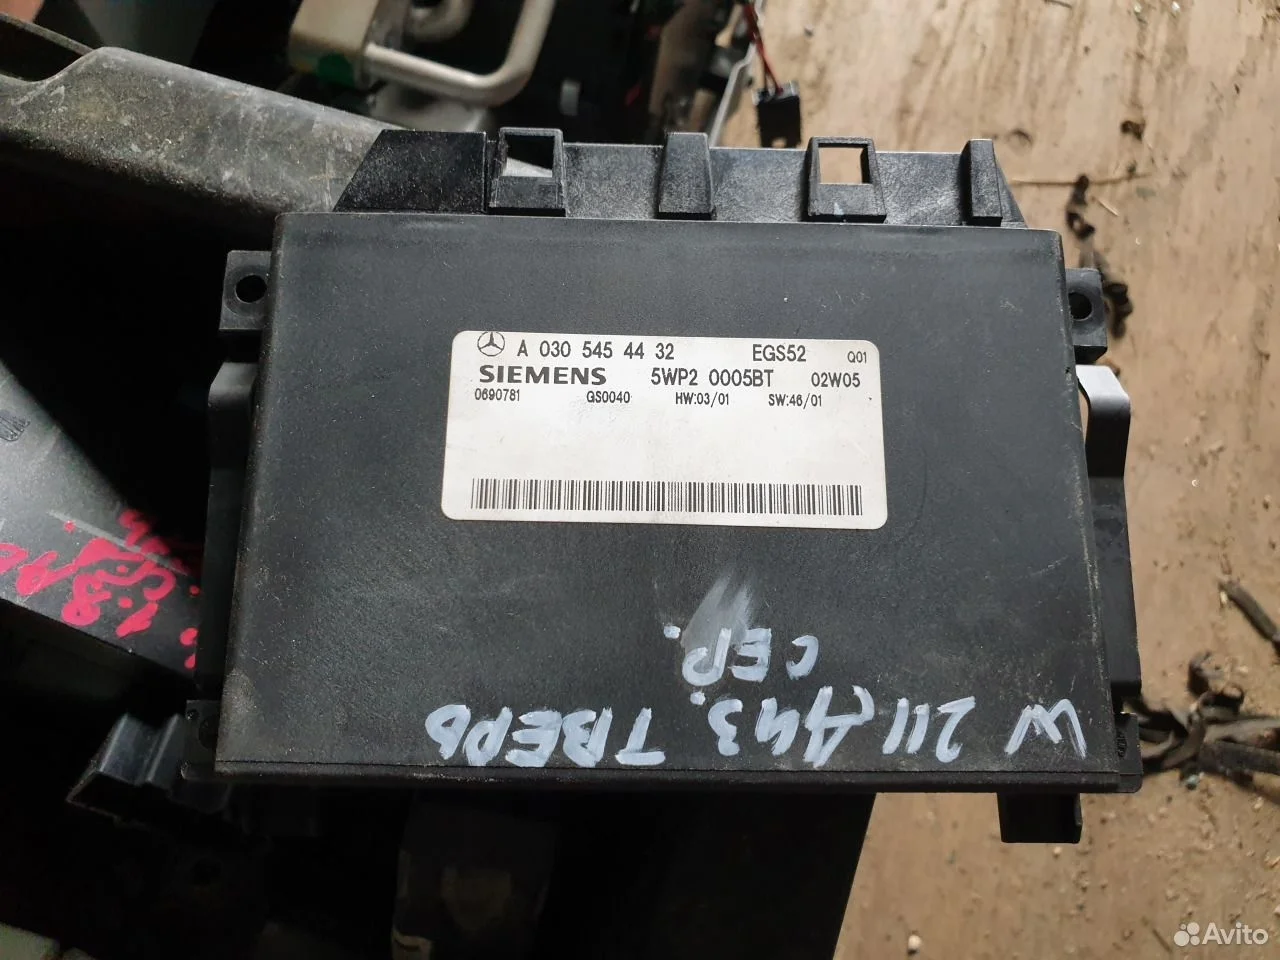 A 030 545 44 32 EGS52 Q01
SIEMENS 5WP2 0005BT 02W05
0690781 GS0040 HW:03/01 SW:46/01
W 211 ДИЗ. ТВЕРЬ
СЕР.
Avito